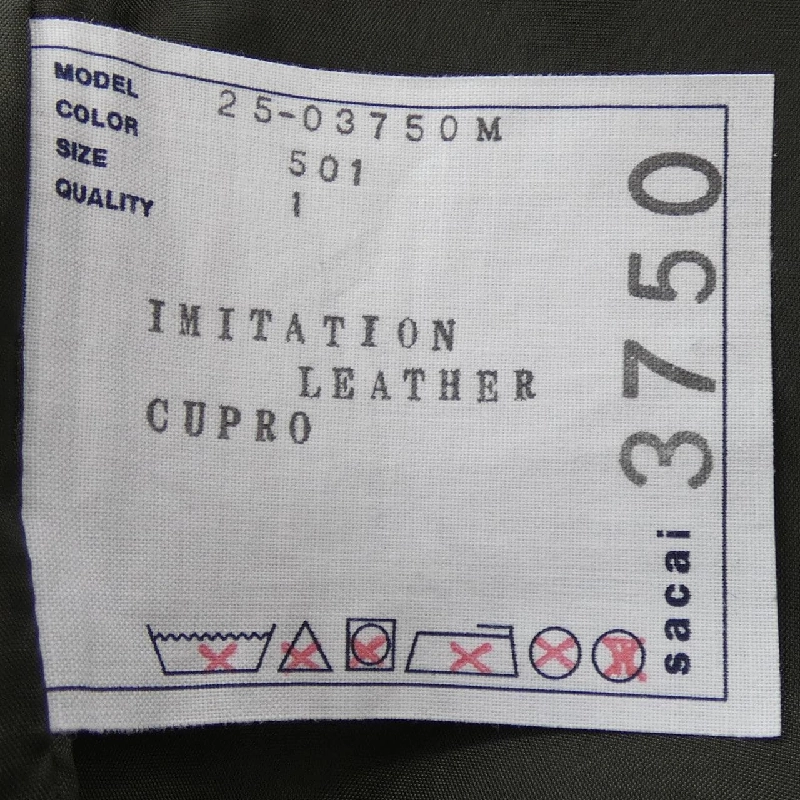 MODEL 25-03750M
COLOR 501
SIZE 1
QUALITY
IMITATION
LEATHER
CUPRO
sacai 3750